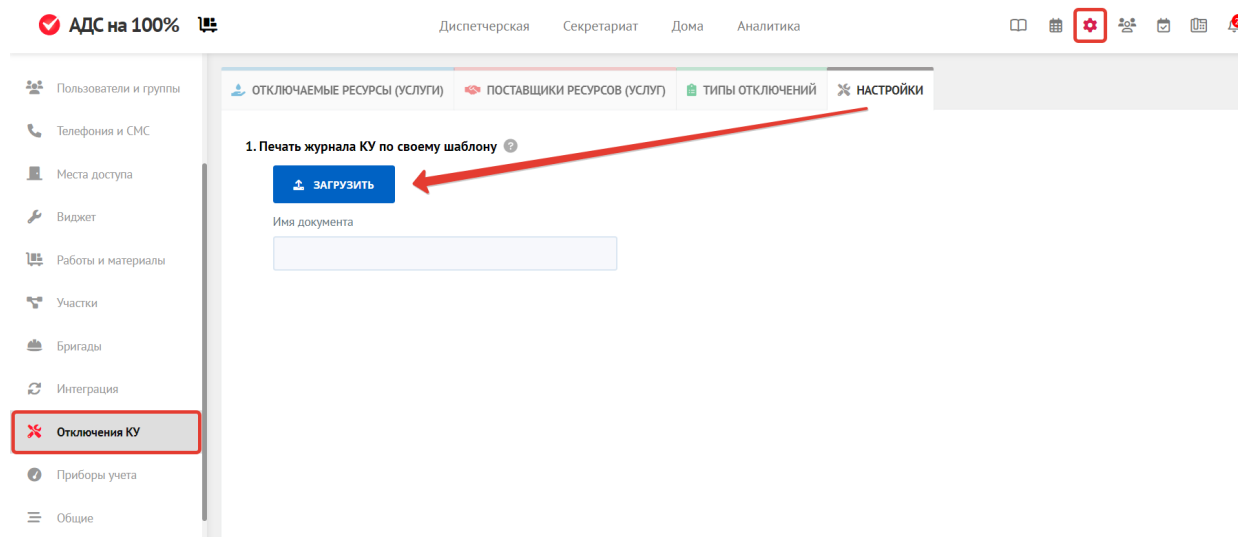 АДС на 100%
Диспетчерская Секретариат Дома Аналитика
Пользователи и группы
Телефония и СМС
Места доступа
Виджет
Работы и материалы
Участки
Бригады
Интеграция
Отключения КУ
Приборы учета
Общие
ОТКЛЮЧАЕМЫЕ РЕСУРСЫ (УСЛУГИ) ПОСТАВЩИКИ РЕСУРСОВ (УСЛУГ) ТИПЫ ОТКЛЮЧЕНИЙ НАСТРОЙКИ
1. Печать журнала КУ по своему шаблону ?
ЗАГРУЗИТЬ
Имя документа